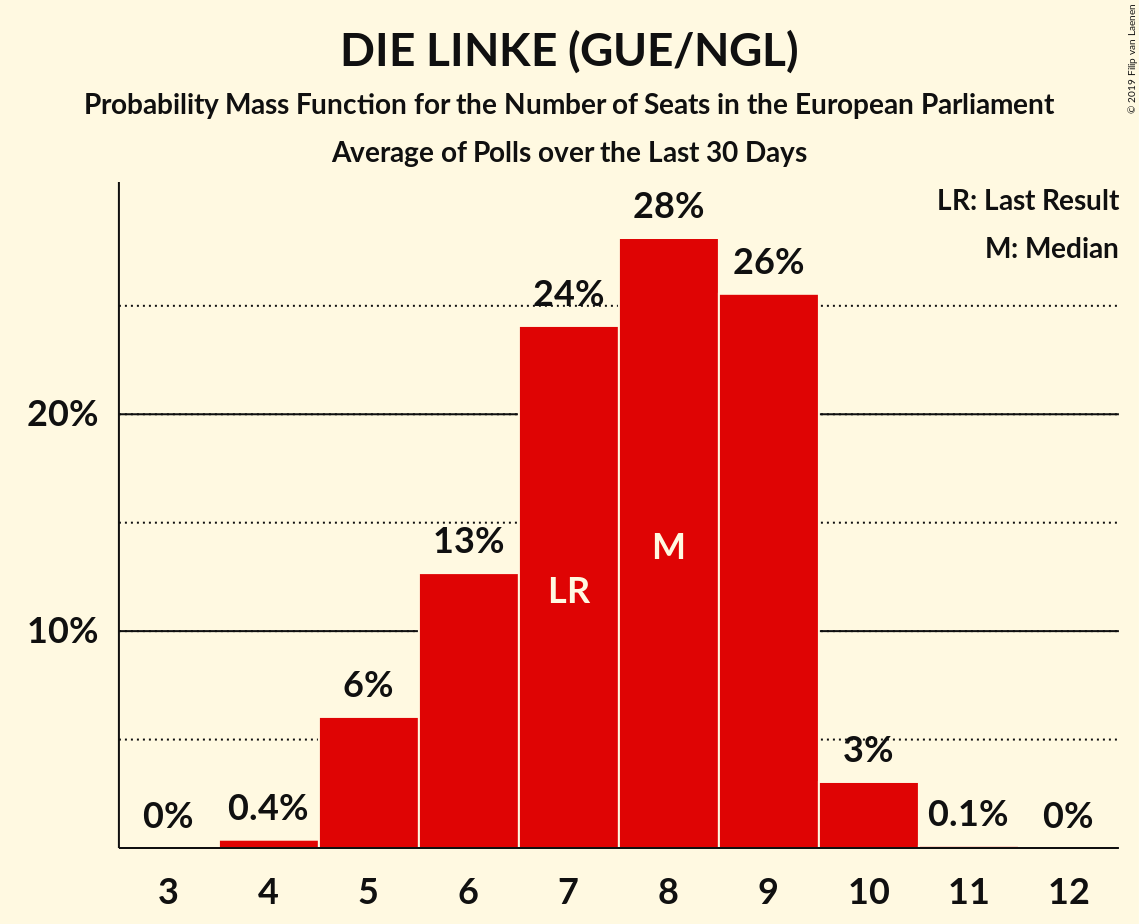 DIE LINKE (GUE/NGL)
Probability Mass Function for the Number of Seats in the European Parliament
Average of Polls over the Last 30 Days
© 2019 Filip van Laenen
LR: Last Result
M: Median
28%
26%
24%
20%
13%
M
LR
10%
6%
3%
0%
0.4%
0.1%
0%
3 4 5 6 7 8 9 10 11 12